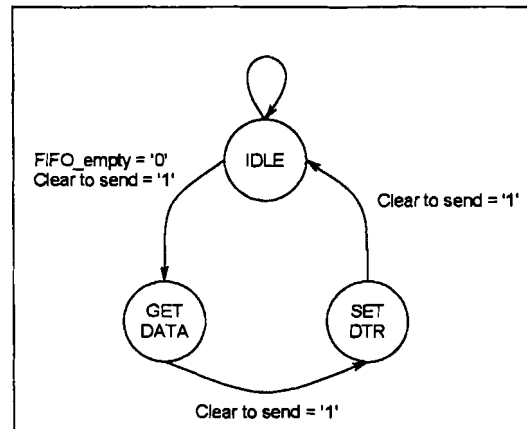 IDLE
FIFO_empty = '0'
Clear to send = '1'
Clear to send = '1'
GET
DATA
SET
DTR
Clear to send = '1'